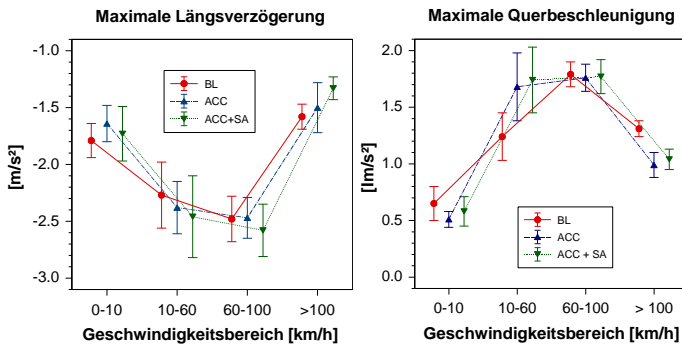 Maximale Längsverzögerung
-1.0
-1.5
-2.0
-2.5
-3.0
[m/s²]
BL
ACC
ACC+SA
0-10
10-60
60-100
> 100
Geschwindigkeitsbereich [km/h]
Maximale Querbeschleunigung
2.0
1.5
1.0
0.5
0.0
[Im/s²]
BL
ACC
ACC + SA
0-10
10-60
60-100
> 100
Geschwindigkeitsbereich [km/h]